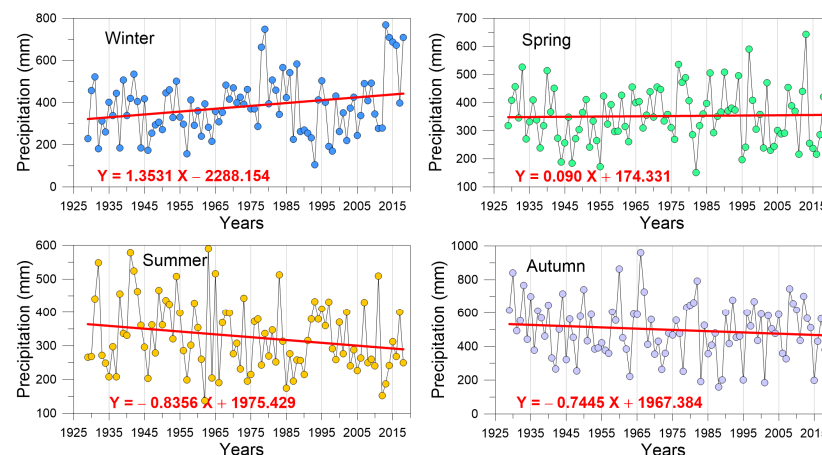 800
700
Winter
Spring
600
600
500
400
400
300
200
200
Precipitation (mm)
Precipitation (mm)
Y = 1.3531 X – 2288.154
Y = 0.090 X + 174.331
0
100
1925 1935 1945 1955 1965 1975 1985 1995 2005 2015
1925 1935 1945 1955 1965 1975 1985 1995 2005 2015
Years
Years
600
1000
Summer
Autumn
500
800
400
600
300
400
200
200
Precipitation (mm)
Precipitation (mm)
Y = – 0.8356 X + 1975.429
Y = – 0.7445 X + 1967.384
100
0
1925 1935 1945 1955 1965 1975 1985 1995 2005 2015
1925 1935 1945 1955 1965 1975 1985 1995 2005 2015
Years
Years